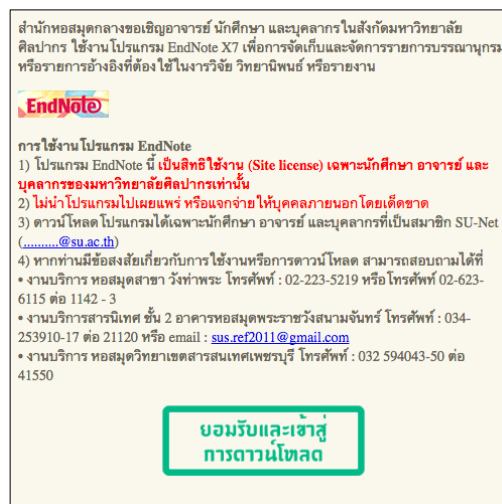 สำนักหอสมุดกลางขอเชิญอาจารย์ นักศึกษา และบุคลากรในสังกัดมหาวิทยาลัย
ศิลปากร ใช้งานโปรแกรม EndNote X7 เพื่อการจัดเก็บและจัดการรายการบรรณานุกรม
หรือรายการอ้างอิงที่ต้องใช้ในงารวิจัย วิทยานิพนธ์ หรือรายงาน
EndNote
การใช้งานโปรแกรม EndNote
1) โปรแกรม EndNote นี้ เป็นสิทธิใช้งาน (Site license) เฉพาะนักศึกษา อาจารย์ และ
บุคลากรของมหาวิทยาลัยศิลปากรเท่านั้น
2) ไม่นำโปรแกรมไปเผยแพร่ หรือแจกจ่ายให้บุคคลภายนอกโดยเด็ดขาด
3) ดาวน์โหลดโปรแกรมได้เฉพาะนักศึกษา อาจารย์ และบุคลากรที่เป็นสมาชิก SU-Net
(..........@su.ac.th)
4) หากท่านมีข้อสงสัยเกี่ยวกับการใช้งานหรือการดาวน์โหลด สามารถสอบถามได้ที่
• งานบริการ หอสมุดสาขา วังท่าพระ โทรศัพท์ : 02-223-5219 หรือโทรศัพท์ 02-623-
6115 ต่อ 1142 - 3
• งานบริการสารนิเทศ ชั้น 2 อาคารหอสมุดพระราชวังสนามจันทร์ โทรศัพท์ : 034-
253910-17 ต่อ 21120 หรือ email : sus.ref2011@gmail.com
• งานบริการ หอสมุดวิทยาเขตสารสนเทศเพชรบุรี โทรศัพท์ : 032 594043-50 ต่อ
41550
ยอมรับและเข้าสู่
การดาวน์โหลด